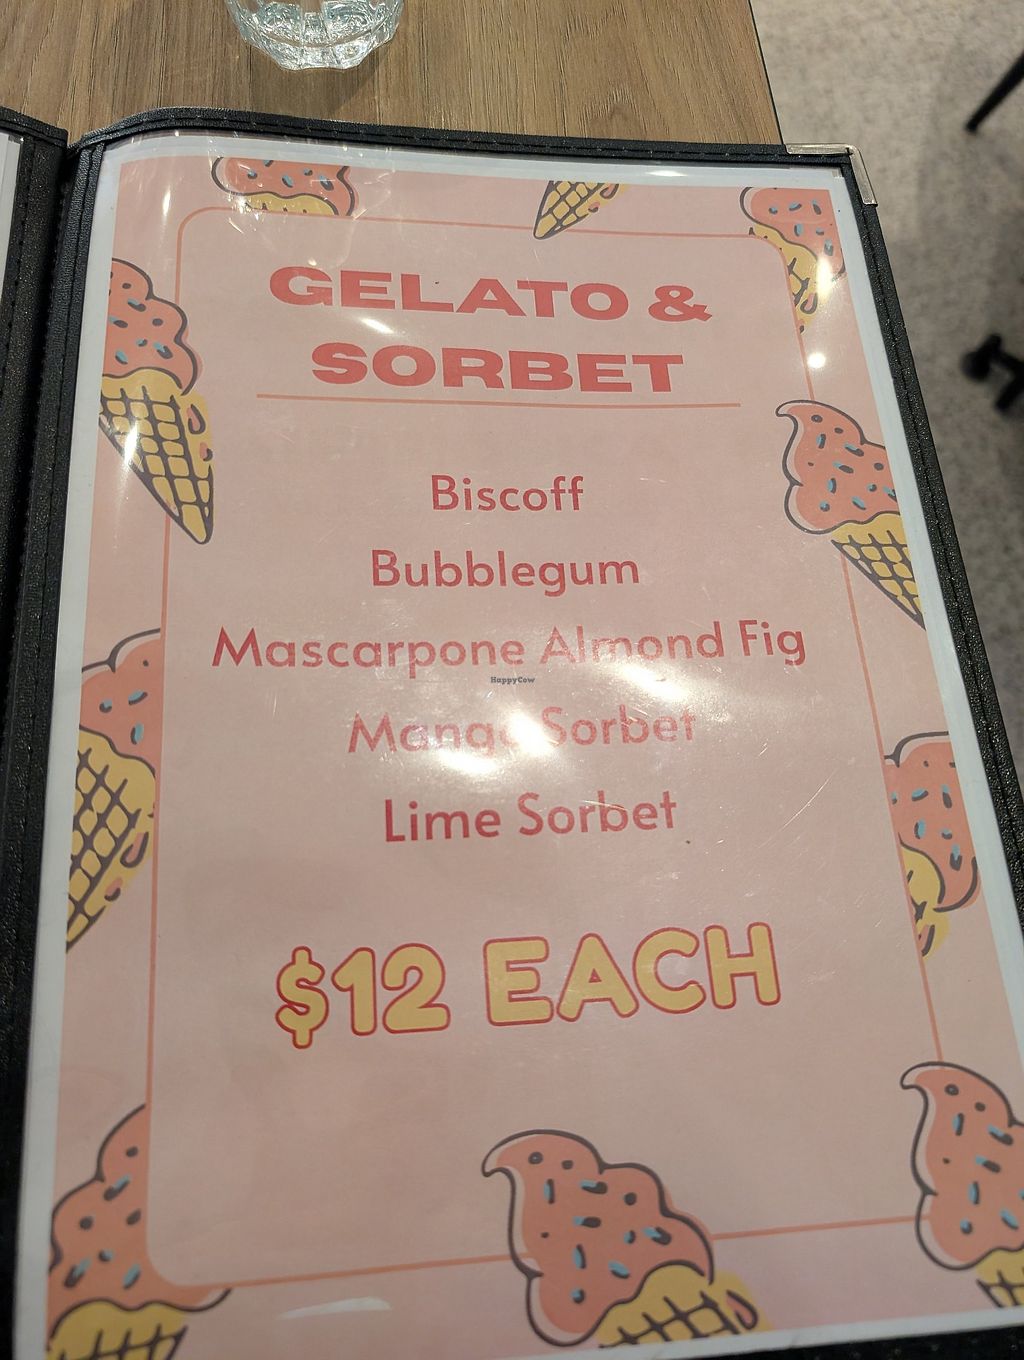 GELATO &
SORBET
Biscoff
Bubblegum
Mascarpone Almond Fig
HappyCow
Mango Sorbet
Lime Sorbet
$12 EACH